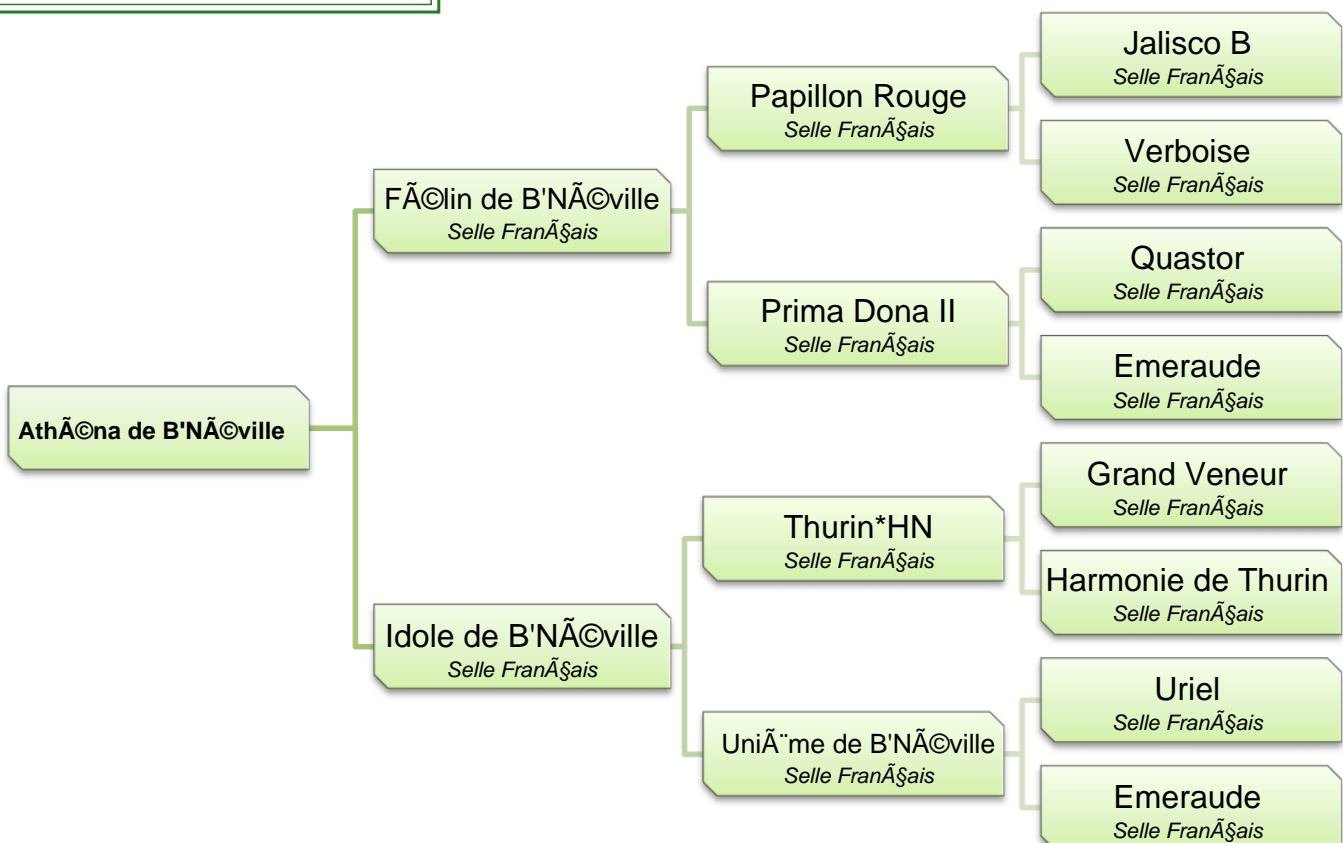 Jalisco B
Selle FranÃ§ais
Papillon Rouge
Selle FranÃ§ais
Verboise
Selle FranÃ§ais
FÃ©lin de B'NÃ©ville
Selle FranÃ§ais
Quastor
Selle FranÃ§ais
Prima Dona II
Selle FranÃ§ais
Emeraude
Selle FranÃ§ais
AthÃ©na de B'NÃ©ville
Grand Veneur
Selle FranÃ§ais
Thurin*HN
Selle FranÃ§ais
Harmonie de Thurin
Selle FranÃ§ais
Idole de B'NÃ©ville
Selle FranÃ§ais
Uriel
Selle FranÃ§ais
UniÃ¨me de B'NÃ©ville
Selle FranÃ§ais
Emeraude
Selle FranÃ§ais